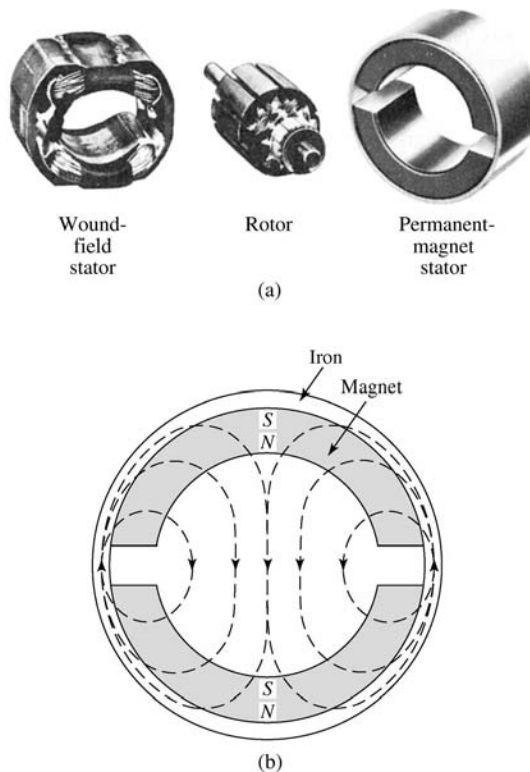 Wound-
field
stator
Rotor
Permanent-
magnet
stator
(a)
Iron
Magnet
S
N
S
N
(b)